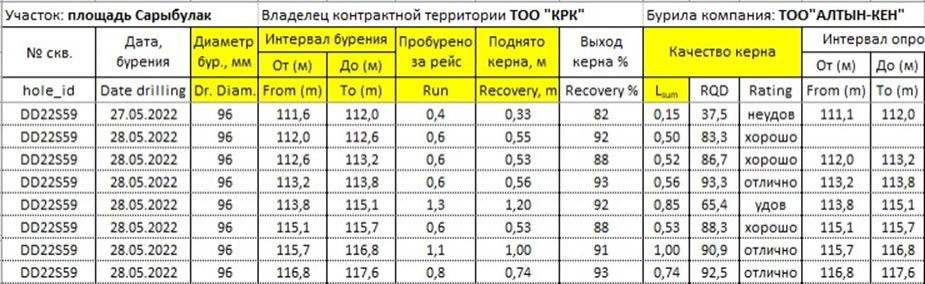 Участок: площадь Сарыбулак Владелец контрактной территории ТОО "КРК" Бурила компания: ТОО"АЛТЫН-КЕН"
№ скв. Дата, бурения Диаметр бур., мм Интервал бурения Пробурено за рейс Поднято керна, м Выход керна % Качество керна Интервал опро
От (м) До (м) От (м) До (м)
hole_id Date drilling Dr. Diam. From (m) To (m) Run Recovery, m Recovery % Lsum RQD Rating From (m) To (m)
DD22S59 27.05.2022 96 111,6 112,0 0,4 0,33 82 0,15 37,5 неудов 111,1 112,0
DD22S59 28.05.2022 96 112,0 112,6 0,6 0,55 92 0,50 83,3 хорошо
DD22S59 28.05.2022 96 112,6 113,2 0,6 0,53 88 0,52 86,7 хорошо 112,0 113,2
DD22S59 28.05.2022 96 113,2 113,8 0,6 0,56 93 0,56 93,3 отлично 113,2 113,8
DD22S59 28.05.2022 96 113,8 115,1 1,3 1,20 92 0,85 65,4 удов 113,8 115,1
DD22S59 28.05.2022 96 115,1 115,7 0,6 0,53 88 0,53 88,3 хорошо 115,1 115,7
DD22S59 28.05.2022 96 115,7 116,8 1,1 1,00 91 1,00 90,9 отлично 115,7 116,8
DD22S59 28.05.2022 96 116,8 117,6 0,8 0,74 93 0,74 92,5 отлично 116,8 117,6